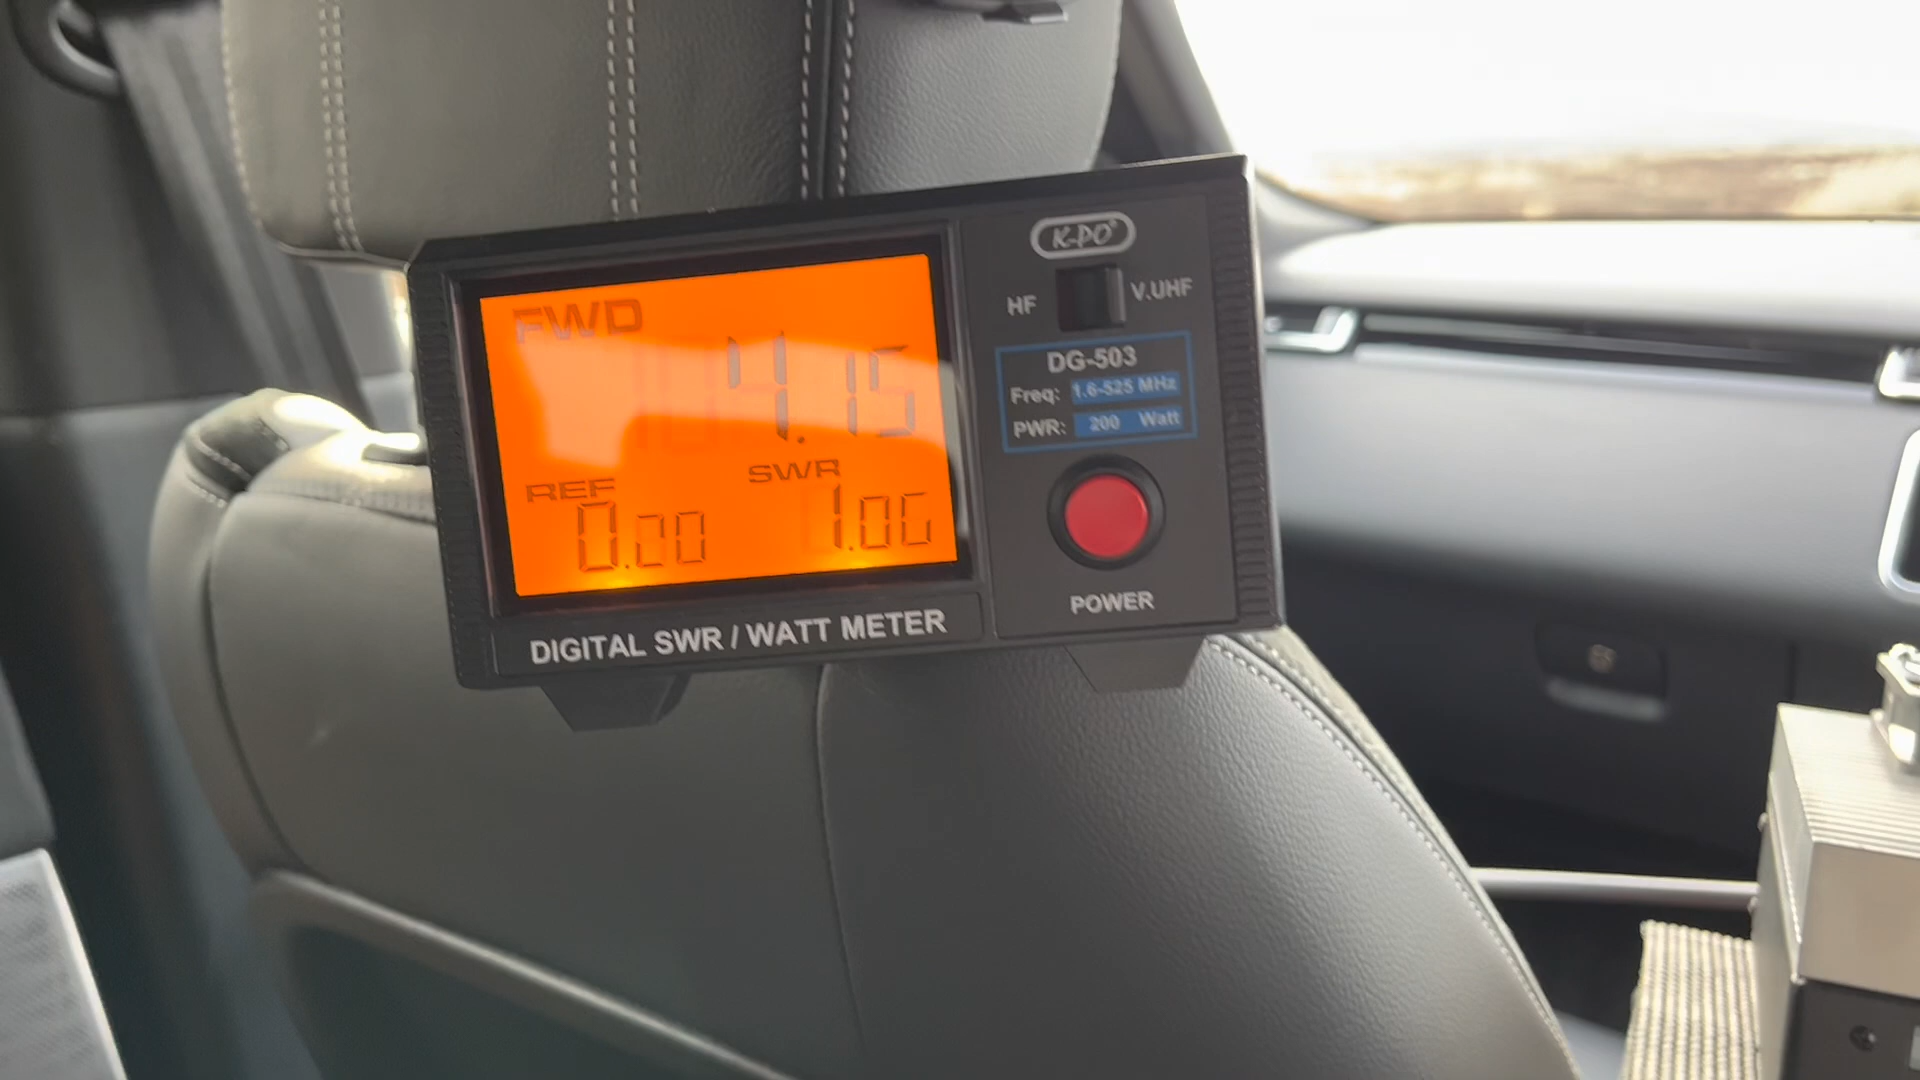 K-PO
HF V.UHF
FWD
4.15
DG-503
Freq: 1.6-525 MHz
PWR: 200 Watt
REF SWR
0.00 1.06
POWER
DIGITAL SWR / WATT METER